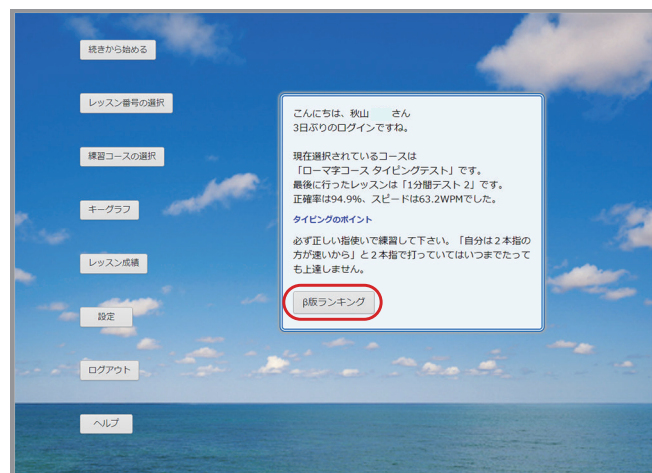 続きから始める
レッスン番号の選択
練習コースの選択
キーグラフ
レッスン成績
設定
ログアウト
ヘルプ
こんにちは、秋山 さん
3日ぶりのログインですね。
現在選択されているコースは
「ローマ字コース タイピングテスト」です。
最後に行ったレッスンは「1分間テスト 2」です。
正確率は94.9%、スピードは63.2WPMでした。
タイピングのポイント
必ず正しい指使いで練習して下さい。「自分は２本指の
方が速いから」と２本指で打っていてはいつまでたって
も上達しません。
β版ランキング